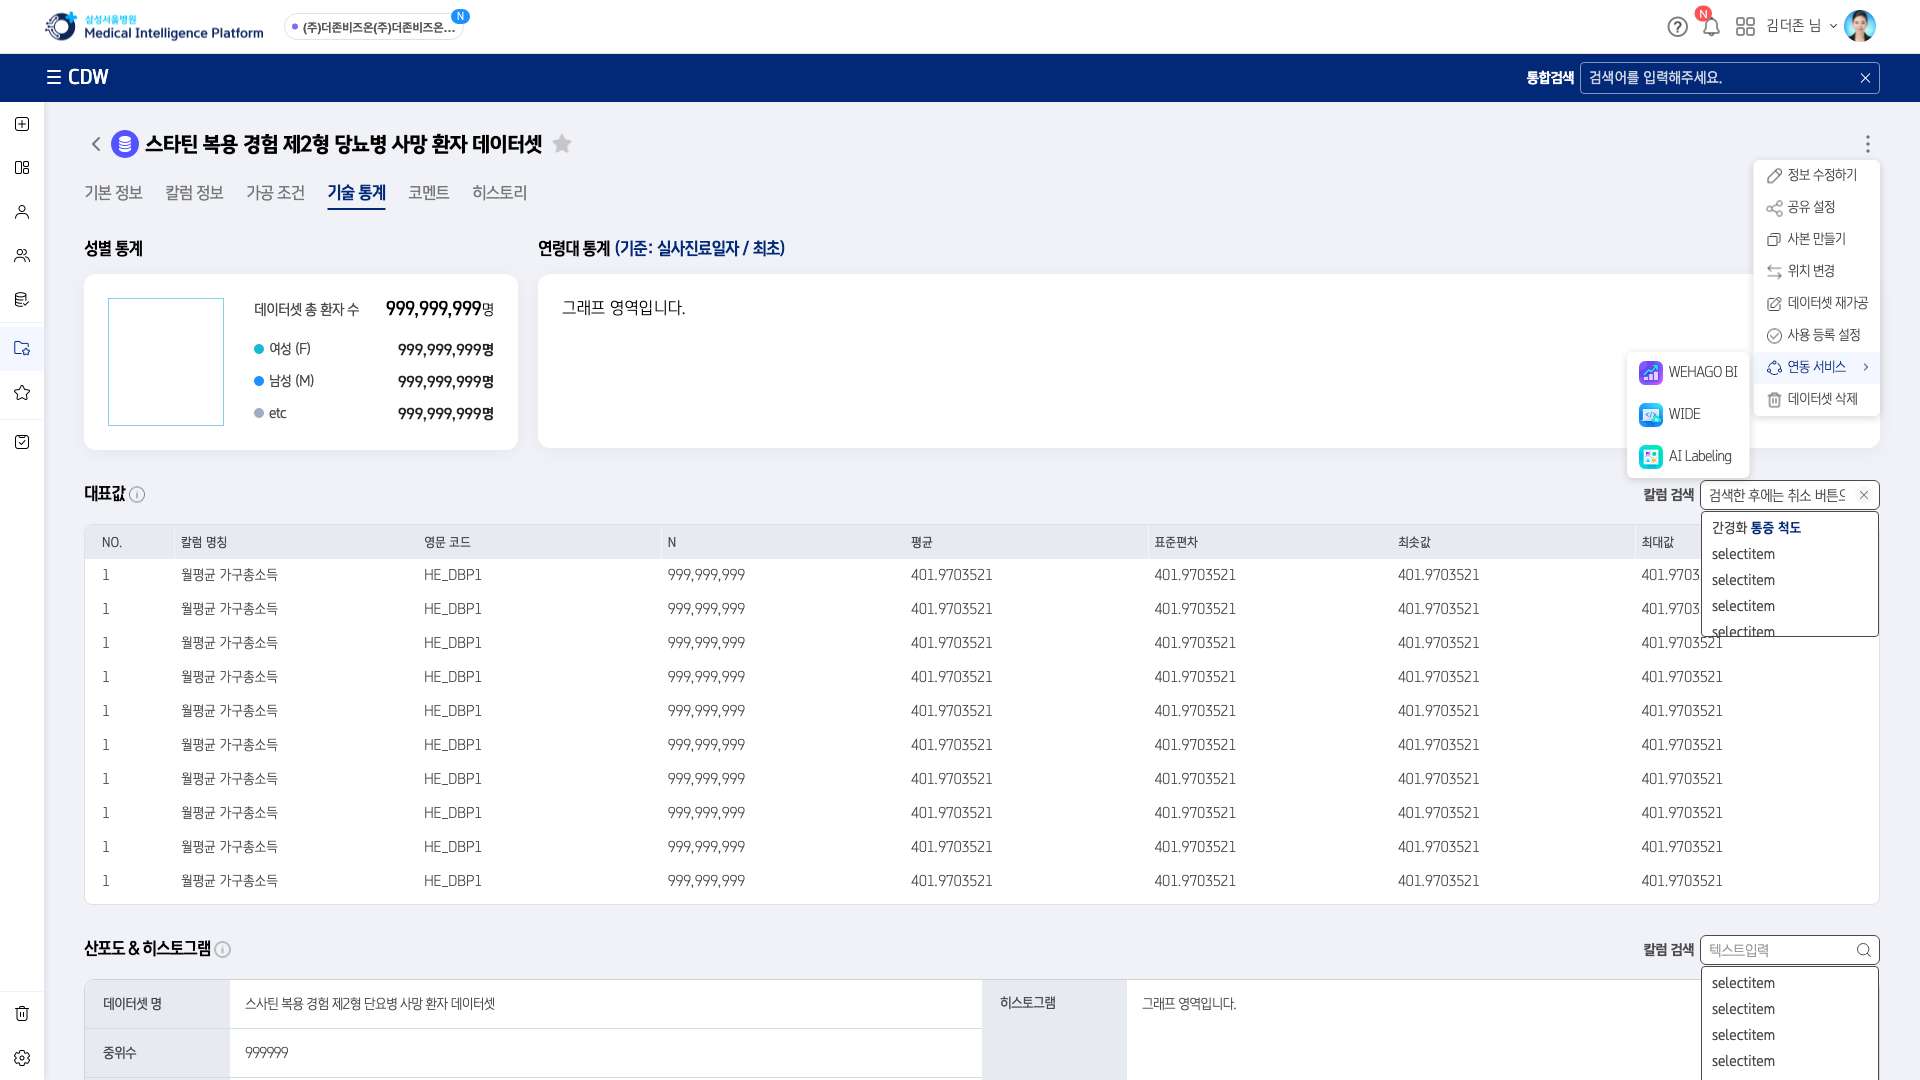 삼성서울병원
Medical Intelligence Platform
(주)더존비즈온(주)더존비즈온...
N
N
김더존 님
CDW
통합검색
검색어를 입력해주세요.
스타틴 복용 경험 제2형 당뇨병 사망 환자 데이터셋
기본 정보
칼럼 정보
가공 조건
기술 통계
코멘트
히스토리
정보 수정하기
공유 설정
사본 만들기
위치 변경
데이터셋 재가공
사용 등록 설정
연동 서비스
데이터셋 삭제
WEHAGO BI
WIDE
AI Labeling
성별 통계
데이터셋 총 환자 수 999,999,999명
여성 (F) 999,999,999명
남성 (M) 999,999,999명
etc 999,999,999명
연령대 통계 (기준: 실사진료일자 / 최초)
그래프 영역입니다.
대표값
칼럼 검색
검색한 후에는 취소 버튼으
간경화 통증 척도
selectitem
selectitem
selectitem
selectitem
NO. 칼럼 명칭 영문 코드 N 평균 표준편차 최솟값 최대값
1 월평균 가구총소득 HE_DBP1 999,999,999 401.9703521 401.9703521 401.9703521 401.9703
1 월평균 가구총소득 HE_DBP1 999,999,999 401.9703521 401.9703521 401.9703521 401.9703
1 월평균 가구총소득 HE_DBP1 999,999,999 401.9703521 401.9703521 401.9703521 401.9703521
1 월평균 가구총소득 HE_DBP1 999,999,999 401.9703521 401.9703521 401.9703521 401.9703521
1 월평균 가구총소득 HE_DBP1 999,999,999 401.9703521 401.9703521 401.9703521 401.9703521
1 월평균 가구총소득 HE_DBP1 999,999,999 401.9703521 401.9703521 401.9703521 401.9703521
1 월평균 가구총소득 HE_DBP1 999,999,999 401.9703521 401.9703521 401.9703521 401.9703521
1 월평균 가구총소득 HE_DBP1 999,999,999 401.9703521 401.9703521 401.9703521 401.9703521
1 월평균 가구총소득 HE_DBP1 999,999,999 401.9703521 401.9703521 401.9703521 401.9703521
1 월평균 가구총소득 HE_DBP1 999,999,999 401.9703521 401.9703521 401.9703521 401.9703521
산포도 & 히스토그램
칼럼 검색
텍스트입력
selectitem
selectitem
selectitem
selectitem
데이터셋 명 스사틴 복용 경험 제2형 단요병 사망 환자 데이터셋
중위수 999999
히스토그램 그래프 영역입니다.